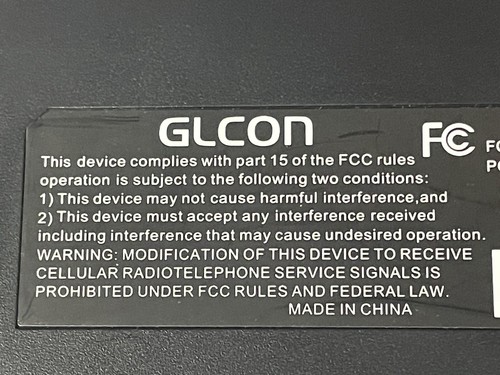 GLCON
FC
This device complies with part 15 of the FCC rules
operation is subject to the following two conditions:
1) This device may not cause harmful interference,and
2) This device must accept any interference received
including interference that may cause undesired operation.
WARNING: MODIFICATION OF THIS DEVICE TO RECEIVE
CELLULAR RADIOTELEPHONE SERVICE SIGNALS IS
PROHIBITED UNDER FCC RULES AND FEDERAL LAW.
MADE IN CHINA